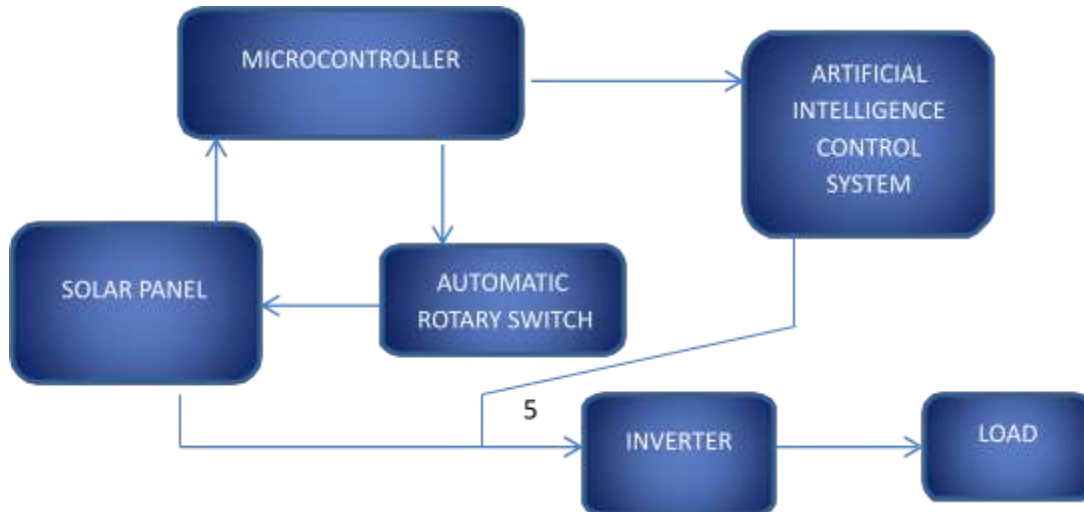 MICROCONTROLLER
ARTIFICIAL
INTELLIGENCE
CONTROL
SYSTEM
SOLAR PANEL
AUTOMATIC
ROTARY SWITCH
5
INVERTER
LOAD